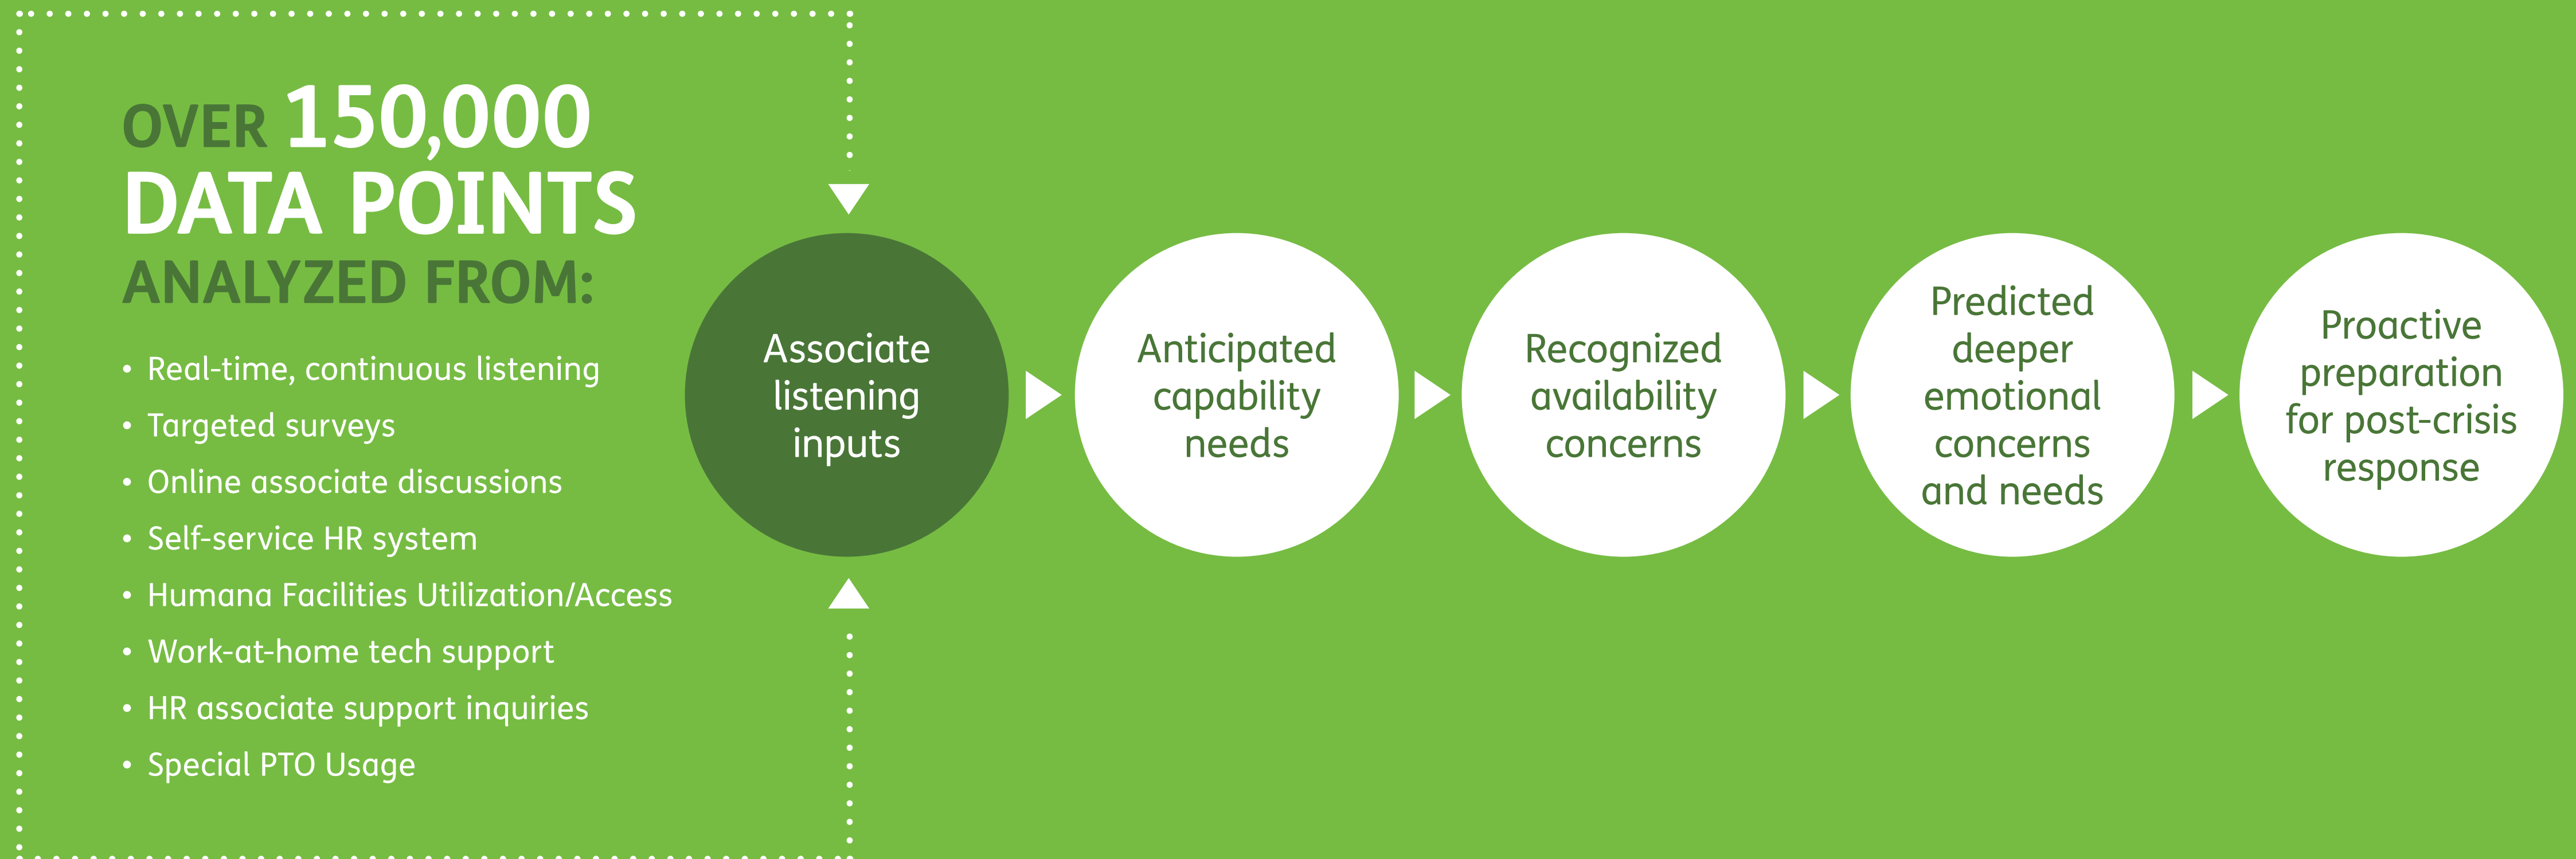 OVER 150,000
DATA POINTS
ANALYZED FROM:
• Real-time, continuous listening
• Targeted surveys
• Online associate discussions
• Self-service HR system
• Humana Facilities Utilization/Access
• Work-at-home tech support
• HR associate support inquiries
• Special PTO Usage
Associate
listening
inputs
Anticipated
capability
needs
Recognized
availability
concerns
Predicted
deeper
emotional
concerns
and needs
Proactive
preparation
for post-crisis
response